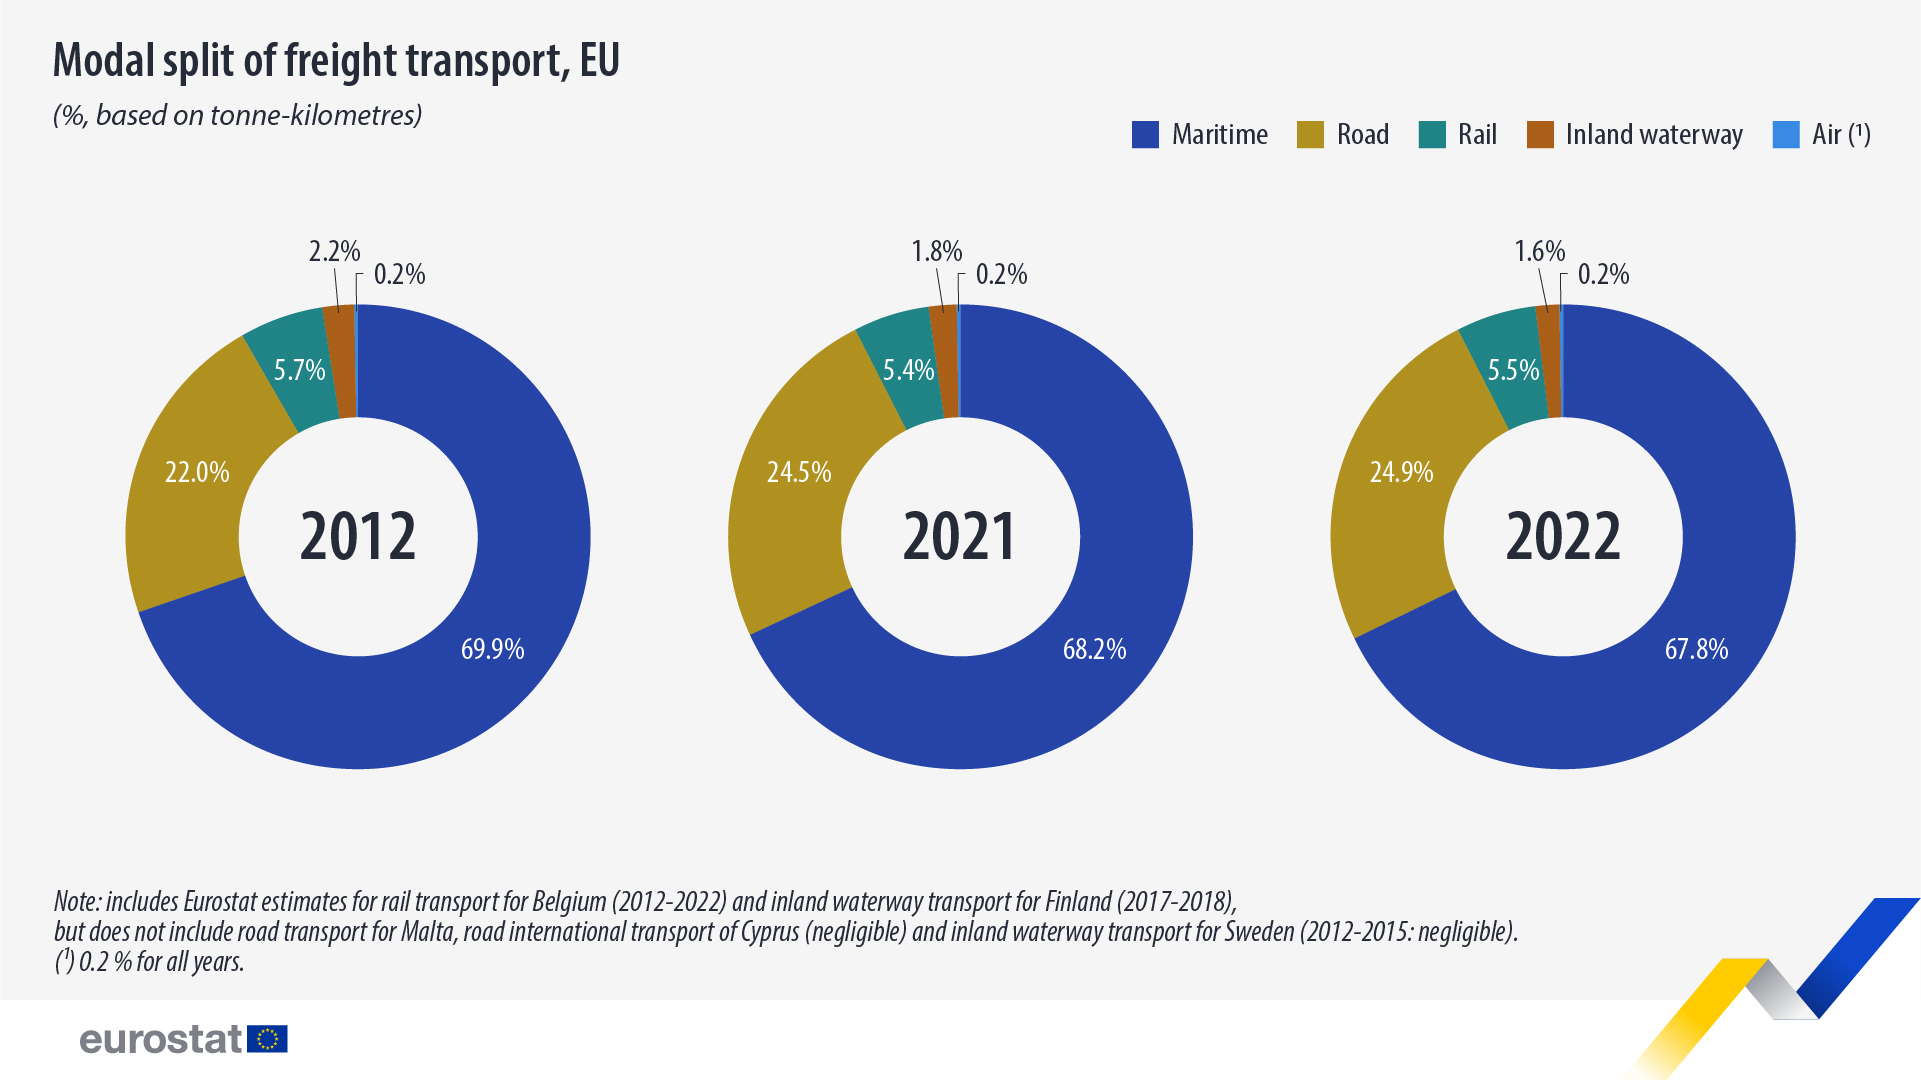 Modal split of freight transport, EU
(%, based on tonne-kilometres)
Maritime Road Rail Inland waterway Air (¹)
2.2% 0.2% 1.8% 0.2% 1.6% 0.2%
5.7% 5.4% 5.5%
22.0% 24.5% 24.9%
2012 2021 2022
69.9% 68.2% 67.8%
Note: includes Eurostat estimates for rail transport for Belgium (2012-2022) and inland waterway transport for Finland (2017-2018),
but does not include road transport for Malta, road international transport of Cyprus (negligible) and inland waterway transport for Sweden (2012-2015: negligible).
(¹) 0.2 % for all years.
eurostat